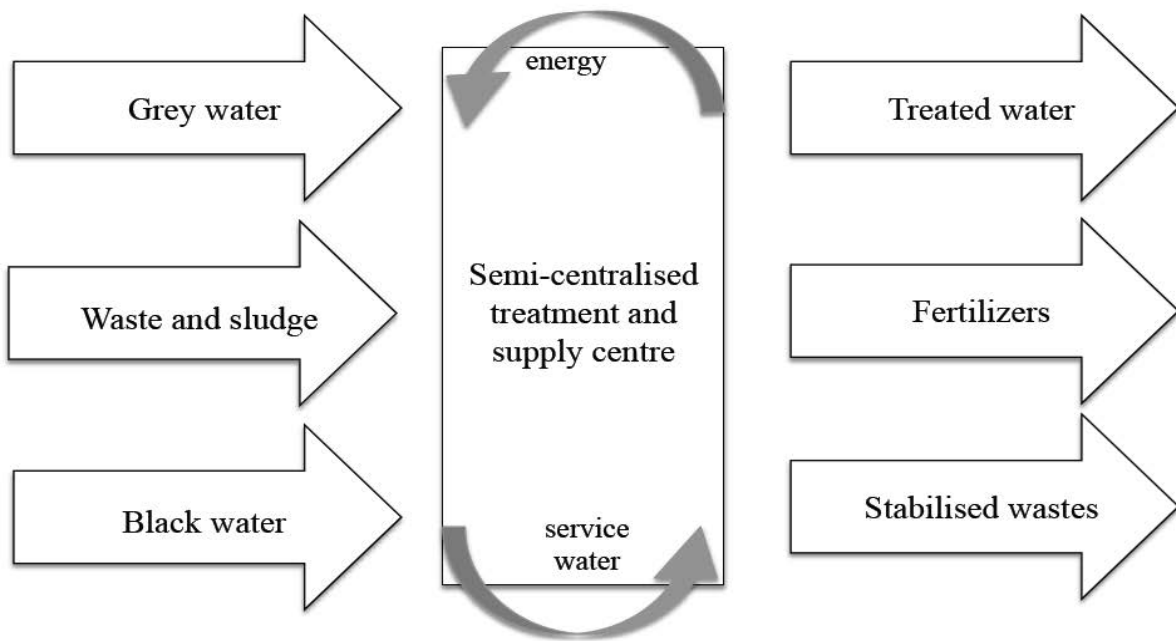 Grey water
Waste and sludge
Black water
energy
Semi-centralised
treatment and
supply centre
service
water
Treated water
Fertilizers
Stabilised wastes